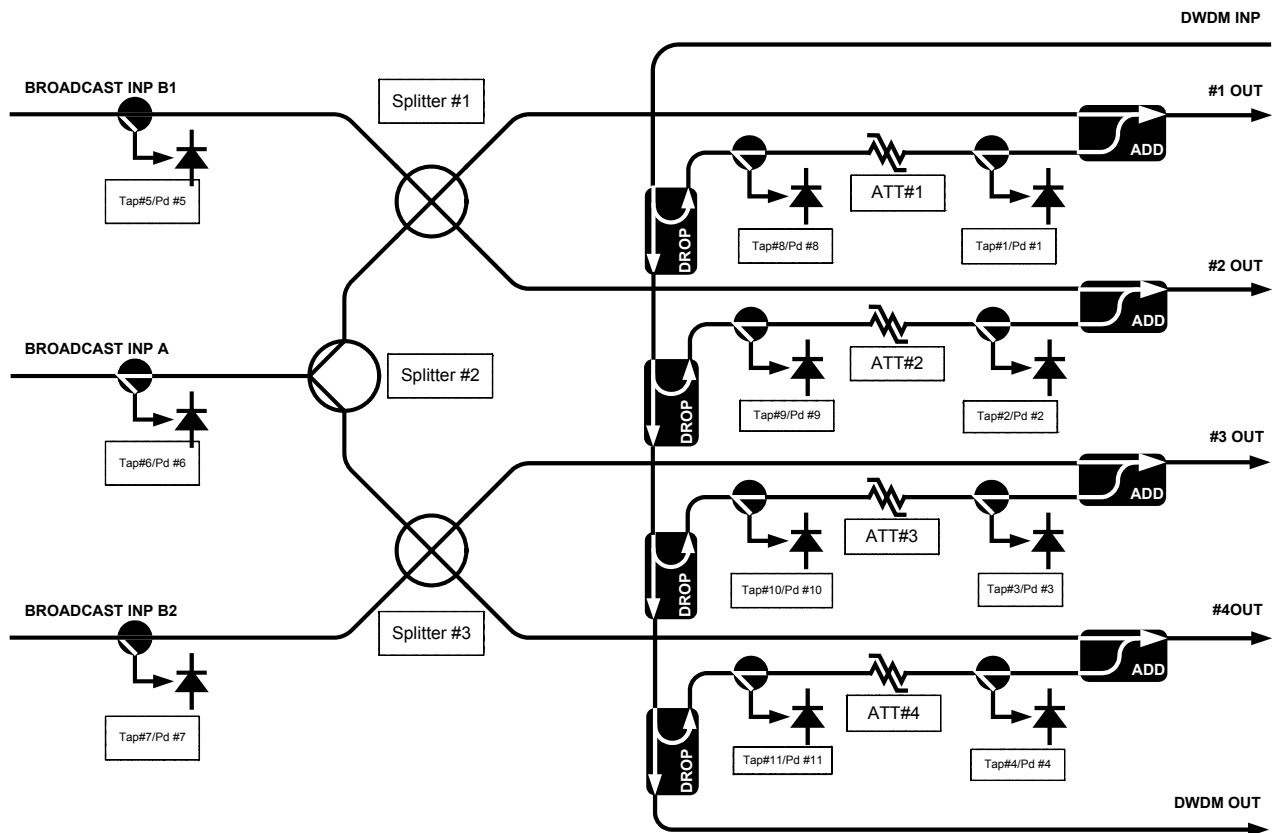 DWDM INP
BROADCAST INP B1
Splitter #1
#1 OUT
ADD
Tap#5/Pd #5
DROP
Tap#8/Pd #8
ATT#1
Tap#1/Pd #1
#2 OUT
ADD
BROADCAST INP A
Splitter #2
DROP
Tap#9/Pd #9
ATT#2
Tap#2/Pd #2
Tap#6/Pd #6
#3 OUT
ADD
DROP
Tap#10/Pd #10
ATT#3
Tap#3/Pd #3
BROADCAST INP B2
Splitter #3
#4OUT
ADD
Tap#7/Pd #7
DROP
Tap#11/Pd #11
ATT#4
Tap#4/Pd #4
DWDM OUT